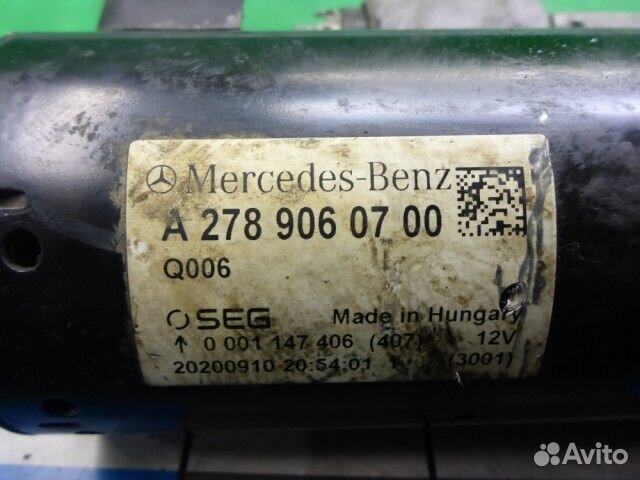 Mercedes-Benz
A 278 906 07 00
Q006
SEG Made in Hungary
↑ 0 001 147 406 (407) 12V
20200910 20:54:01 1 (3001)
Avito